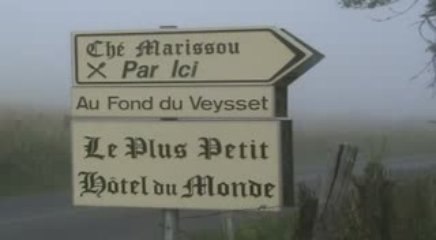 Ché Marissou
Par Ici
Au Fond du Veysset
Le Plus Petit
Hôtel du Monde